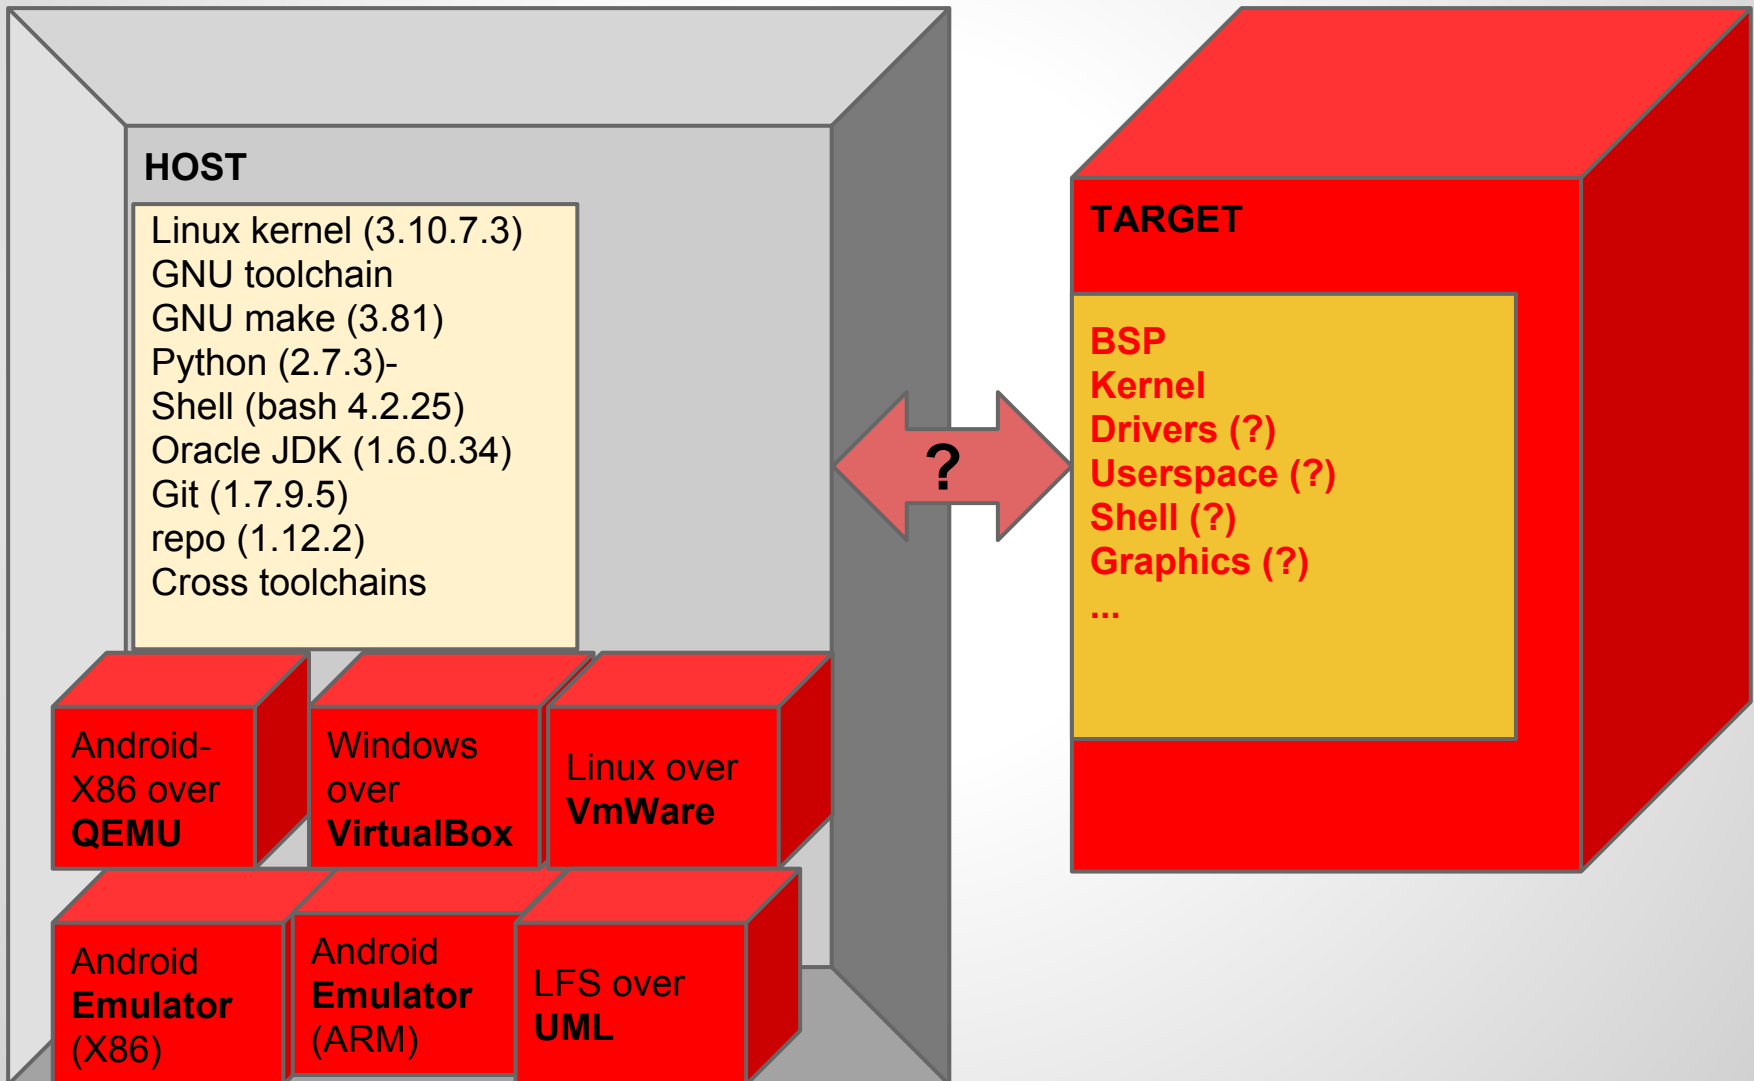 HOST
Linux kernel (3.10.7.3)
GNU toolchain
GNU make (3.81)
Python (2.7.3)-
Shell (bash 4.2.25)
Oracle JDK (1.6.0.34)
Git (1.7.9.5)
repo (1.12.2)
Cross toolchains
Android-
X86 over
QEMU
Windows
over
VirtualBox
Linux over
VmWare
Android
Emulator
(X86)
Android
Emulator
(ARM)
LFS over
UML
?
TARGET
BSP
Kernel
Drivers (?)
Userspace (?)
Shell (?)
Graphics (?)
...